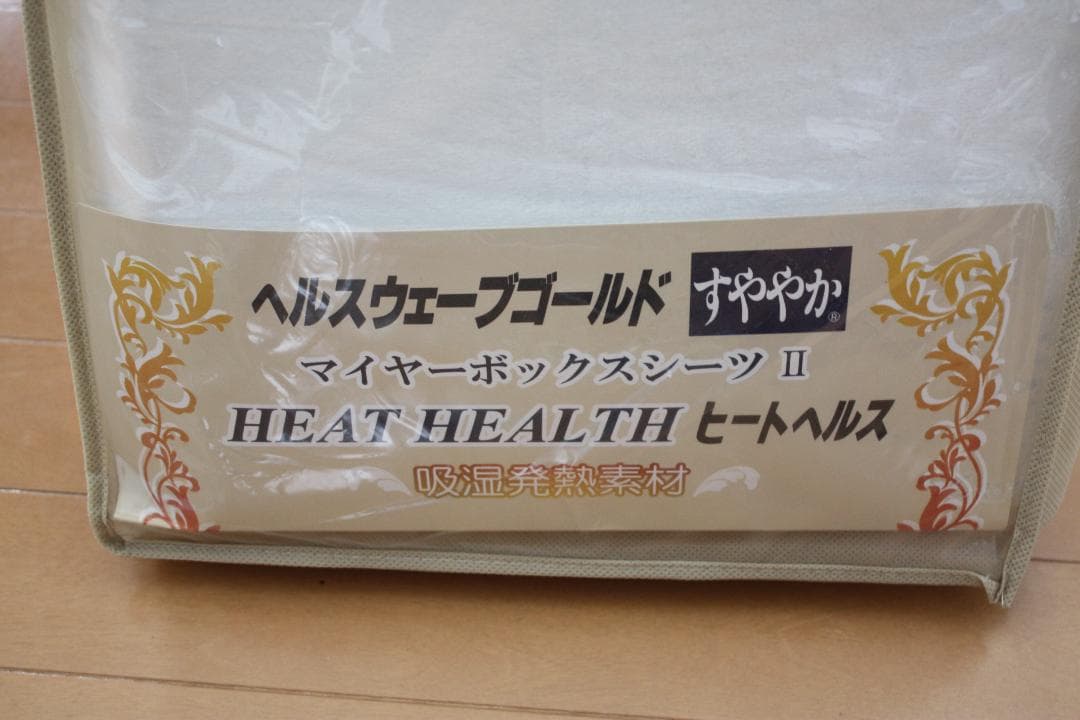 ヘルスウェーブゴールド すややか®
マイヤーボックスシーツ II
HEAT HEALTH ヒートヘルス
吸湿発熱素材